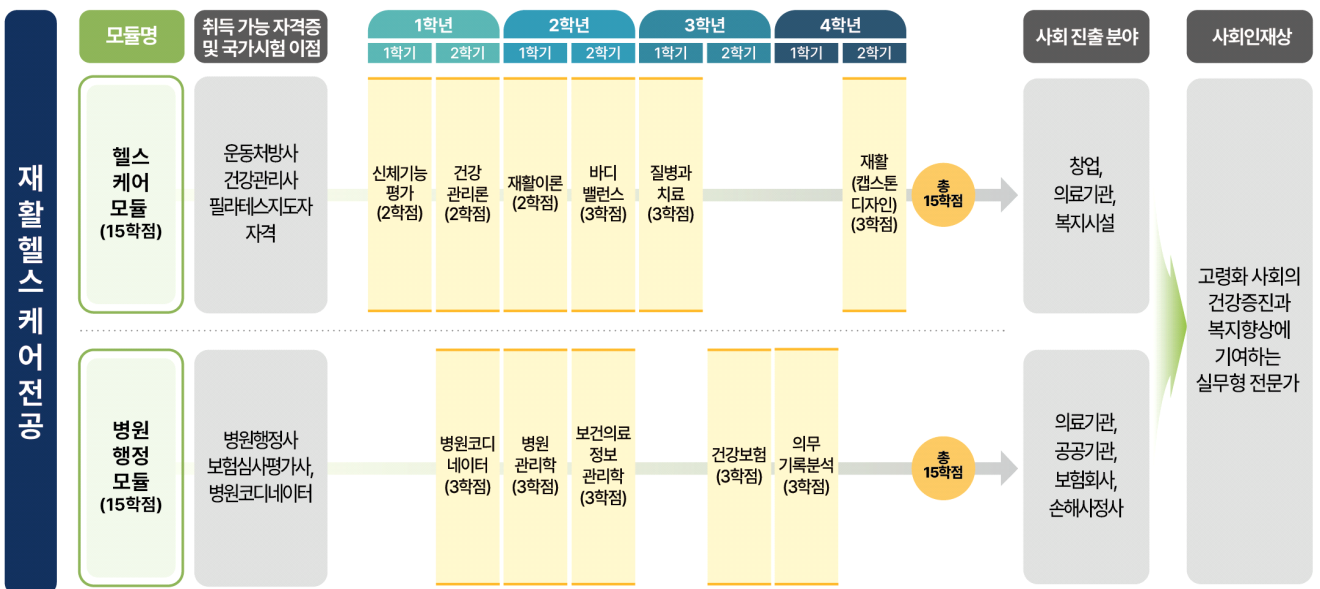 재활헬스케어전공
모듈명
취득 가능 자격증
및 국가시험 이점
1학년
2학년
3학년
4학년
1학기
2학기
1학기
2학기
1학기
2학기
1학기
2학기
사회 진출 분야
사회인재상
헬스
케어
모듈
(15학점)
운동처방사
건강관리사
필라테스지도자
자격
신체기능
평가
(2학점)
건강
관리론
(2학점)
재활이론
(2학점)
바디
밸런스
(3학점)
질병과
치료
(3학점)
재활
(캡스톤
디자인)
(3학점)
총
15학점
창업,
의료기관,
복지시설
병원
행정
모듈
(15학점)
병원행정사
보험심사평가사,
병원코디네이터
병원코디
네이터
(3학점)
병원
관리학
(3학점)
보건의료
정보
관리학
(3학점)
건강보험
(3학점)
의무
기록분석
(3학점)
총
15학점
의료기관,
공공기관,
보험회사,
손해사정사
고령화 사회의
건강증진과
복지향상에
기여하는
실무형 전문가